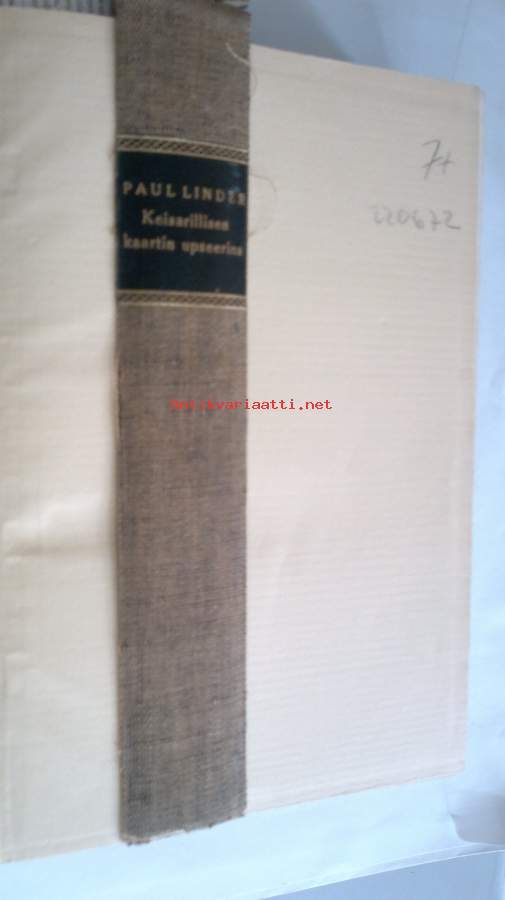 PAUL LINDER
Keisarillisen
kaartin upseerina
7+
220672
antikvariaatti.net